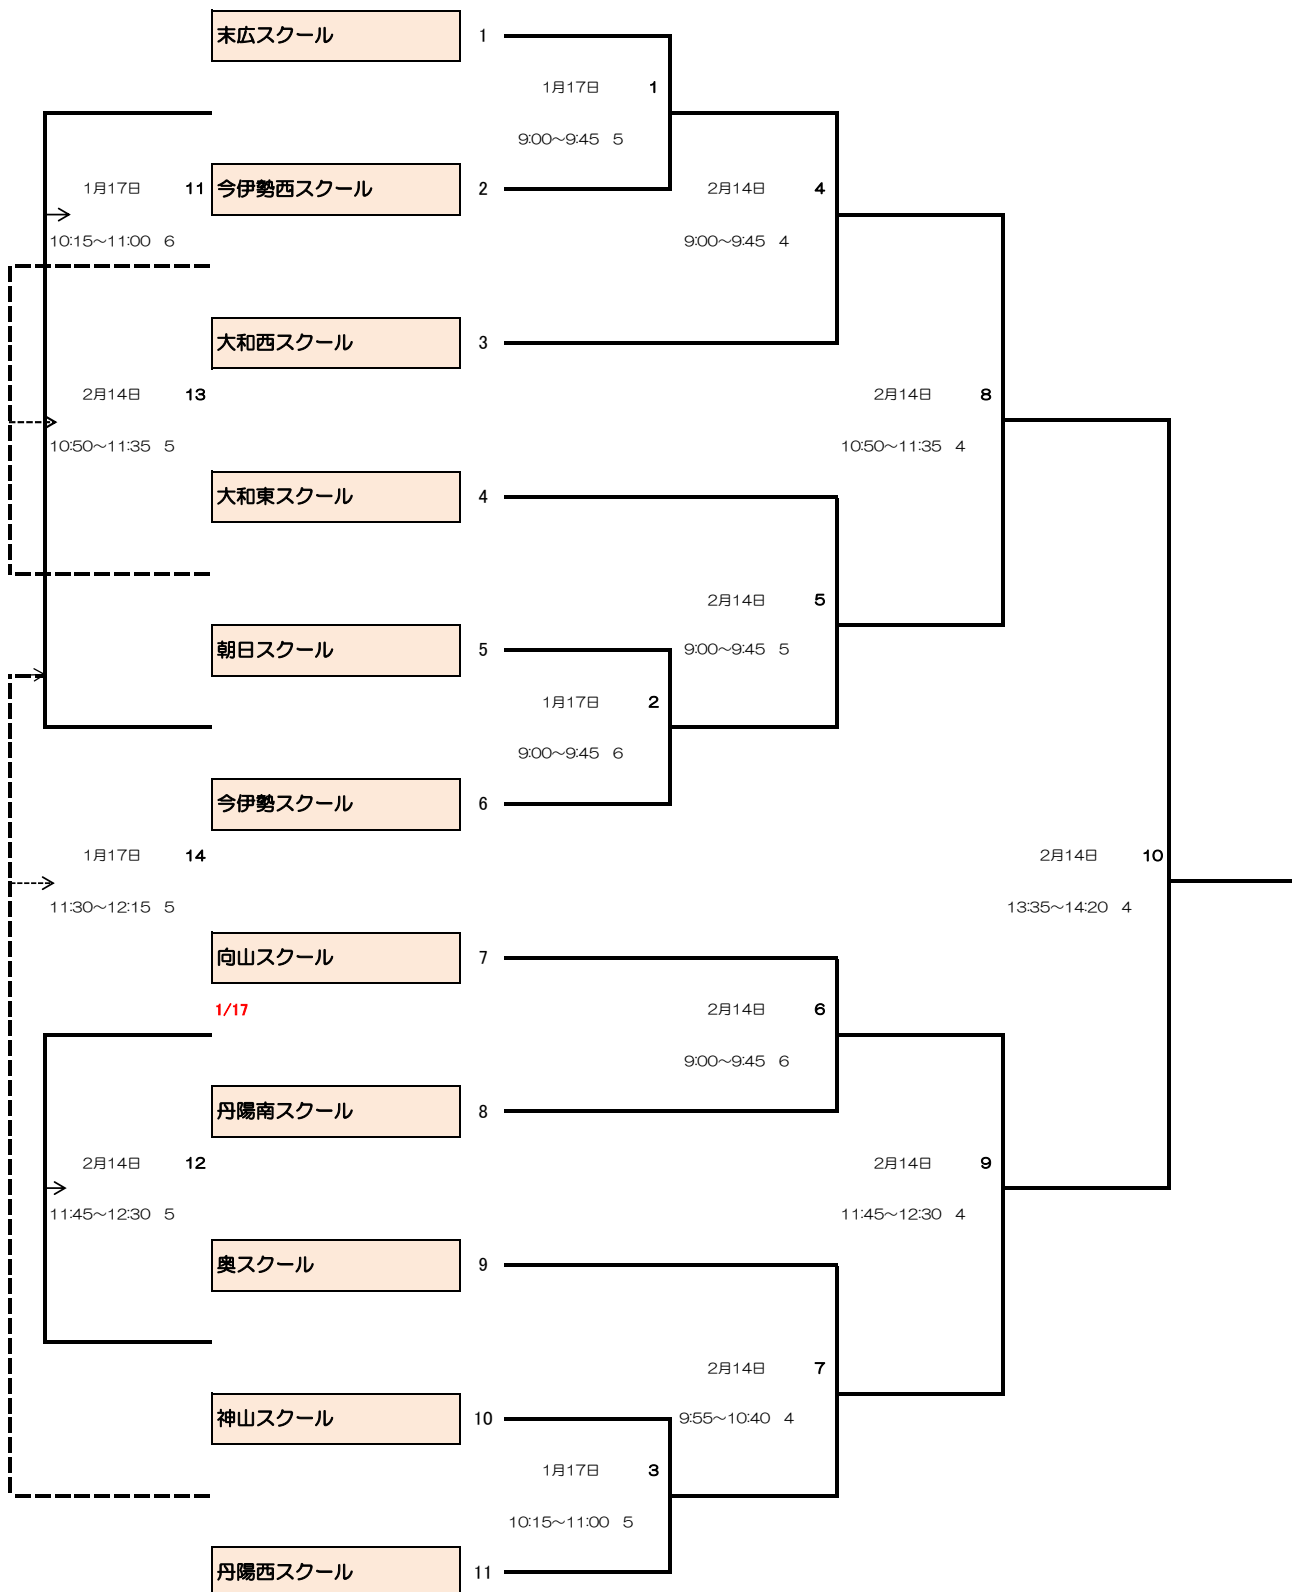 末広スクール 1
1月17日 1
9:00～9:45 5
1月17日 11 今伊勢西スクール 2 2月14日 4
10:15～11:00 6 9:00～9:45 4
大和西スクール 3
2月14日 13 2月14日 8
10:50～11:35 5 10:50～11:35 4
大和東スクール 4
2月14日 5
朝日スクール 5 9:00～9:45 5
1月17日 2
9:00～9:45 6
今伊勢スクール 6
1月17日 14 2月14日 10
11:30～12:15 5 13:35～14:20 4
向山スクール 7
1/17 2月14日 6
9:00～9:45 6
丹陽南スクール 8
2月14日 12 2月14日 9
11:45～12:30 5 11:45～12:30 4
奥スクール 9
2月14日 7
神山スクール 10 9:55～10:40 4
1月17日 3
10:15～11:00 5
丹陽西スクール 11